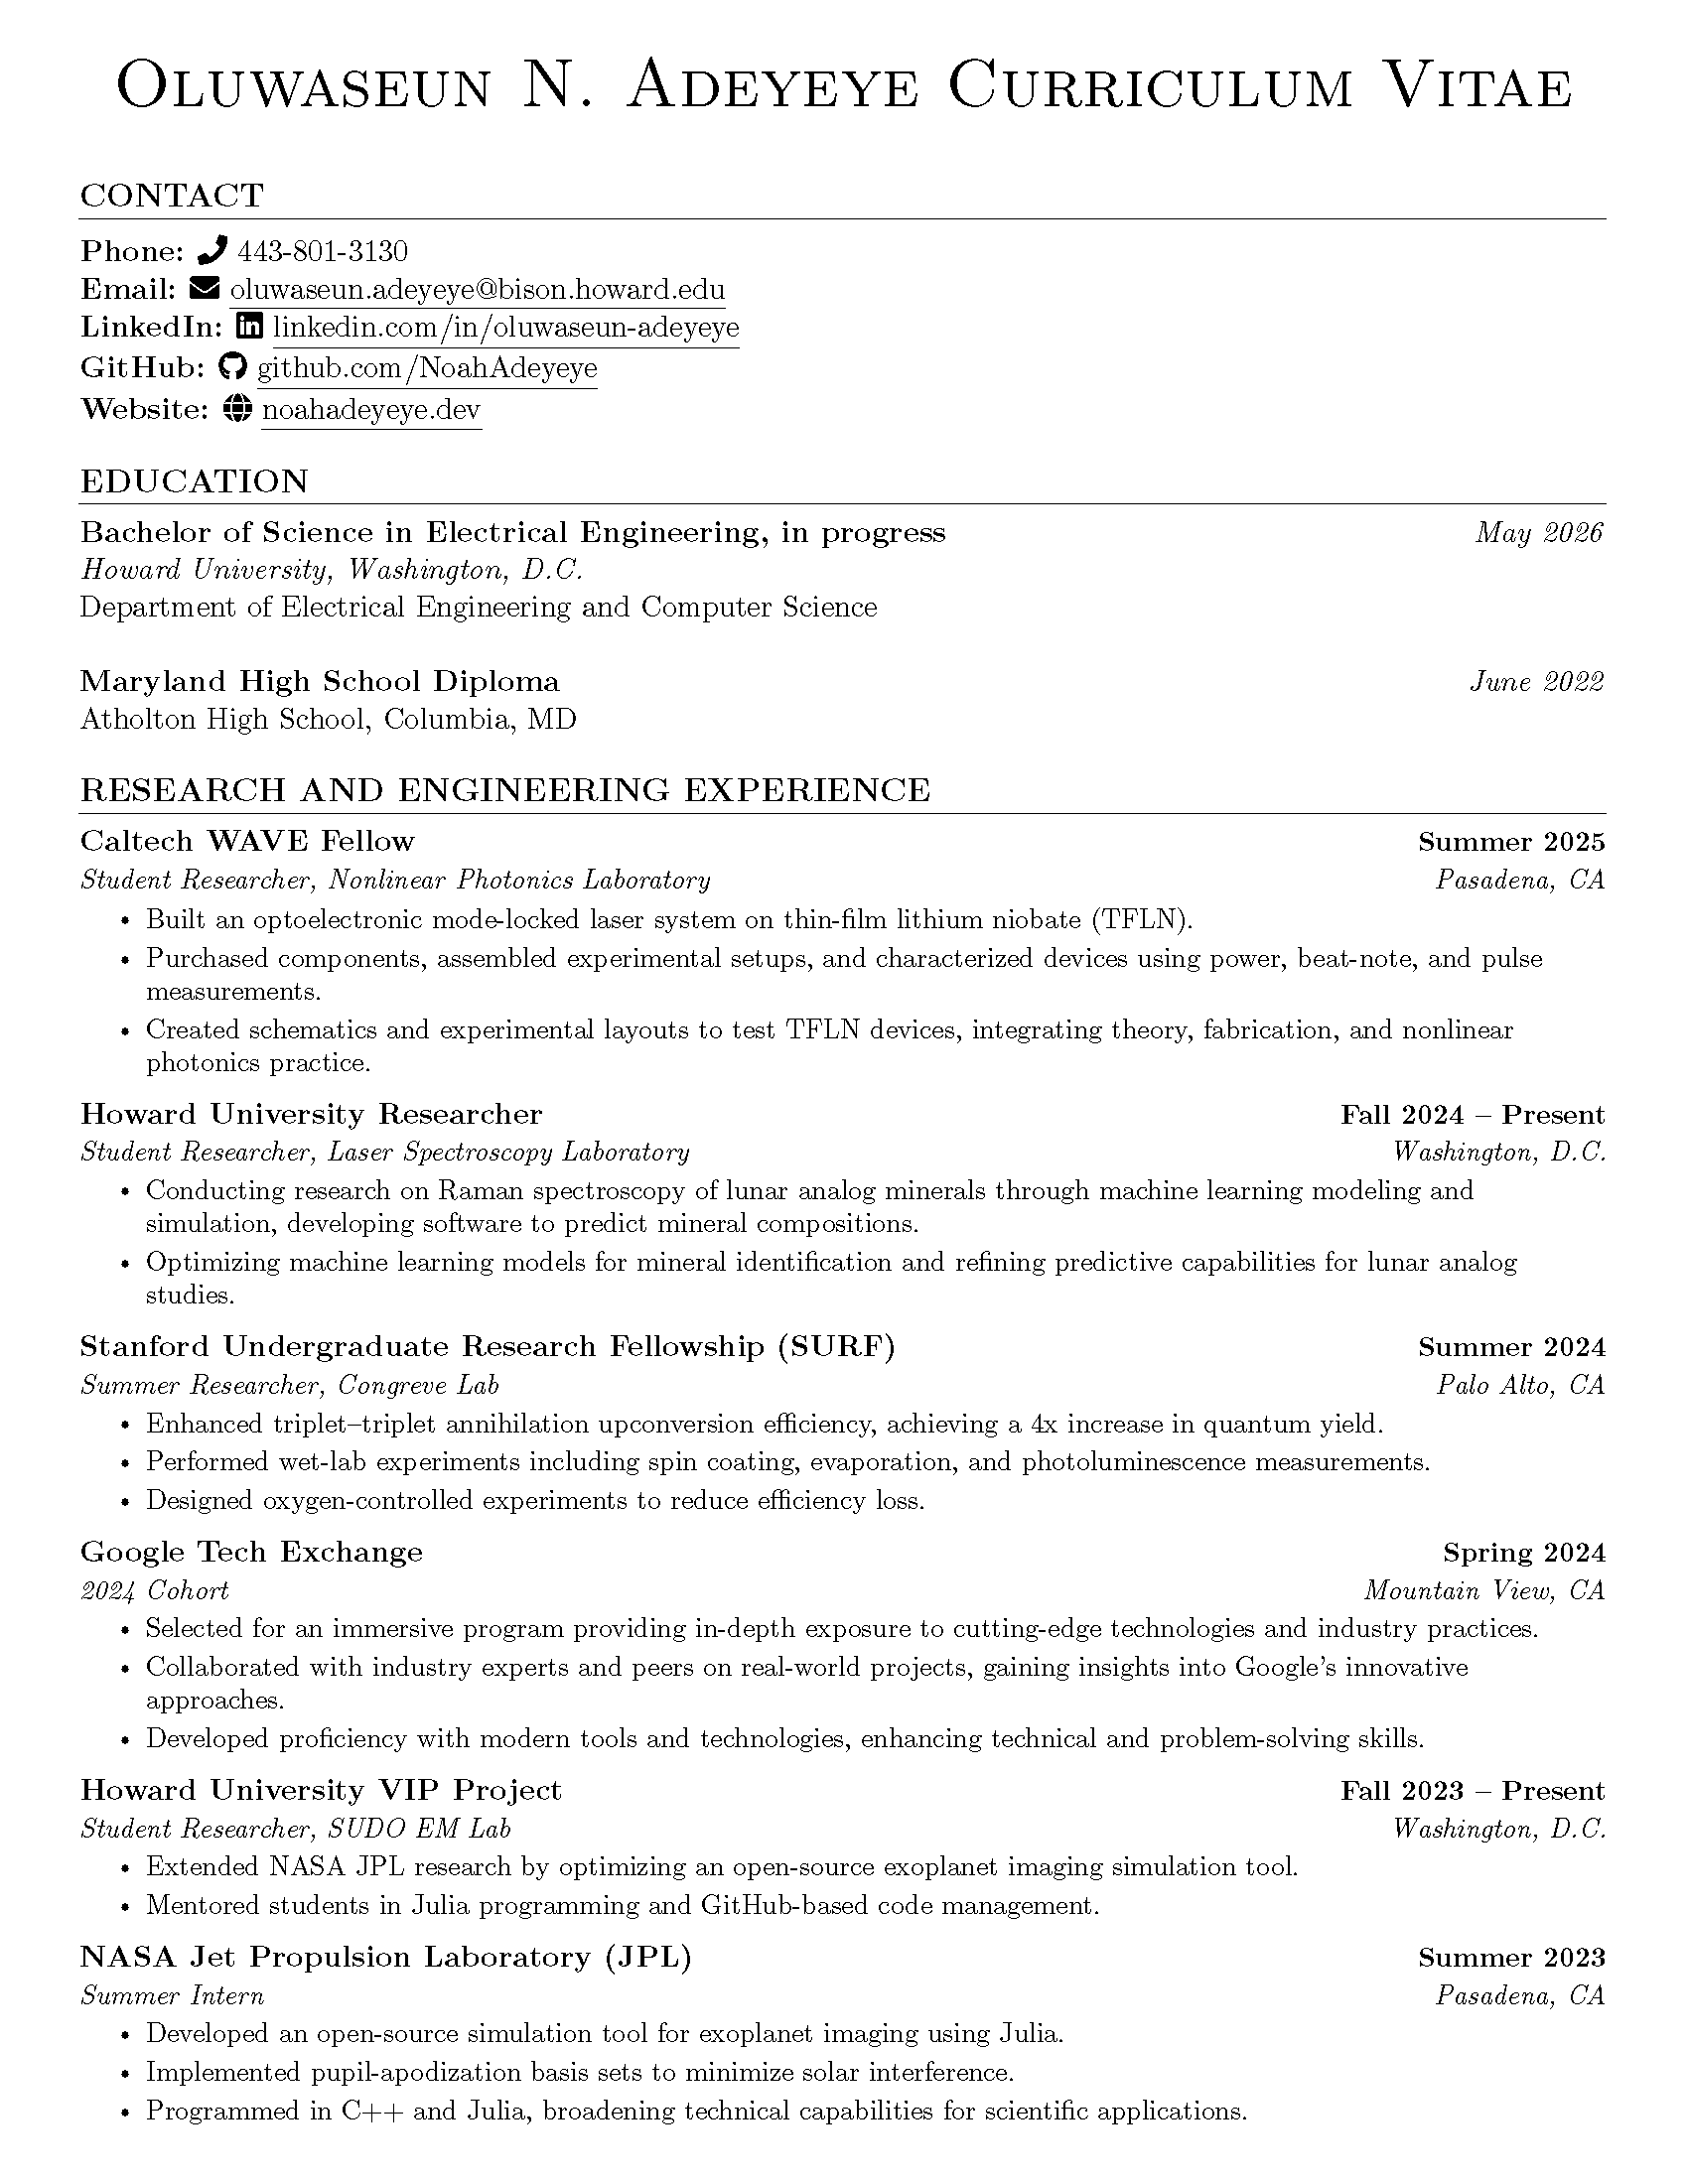 Oluwaseun N. Adeyeye Curriculum Vitae
CONTACT
Phone: 443-801-3130
Email: oluwaseun.adeyeye@bison.howard.edu
LinkedIn: linkedin.com/in/oluwaseun-adeyeye
GitHub: github.com/NoahAdeyeye
Website: noahadeyeye.dev
EDUCATION
Bachelor of Science in Electrical Engineering, in progress May 2026
Howard University, Washington, D.C.
Department of Electrical Engineering and Computer Science
Maryland High School Diploma June 2022
Atholton High School, Columbia, MD
RESEARCH AND ENGINEERING EXPERIENCE
Caltech WAVE Fellow Summer 2025
Student Researcher, Nonlinear Photonics Laboratory Pasadena, CA
• Built an optoelectronic mode-locked laser system on thin-film lithium niobate (TFLN).
• Purchased components, assembled experimental setups, and characterized devices using power, beat-note, and pulse
measurements.
• Created schematics and experimental layouts to test TFLN devices, integrating theory, fabrication, and nonlinear
photonics practice.
Howard University Researcher Fall 2024 – Present
Student Researcher, Laser Spectroscopy Laboratory Washington, D.C.
• Conducting research on Raman spectroscopy of lunar analog minerals through machine learning modeling and
simulation, developing software to predict mineral compositions.
• Optimizing machine learning models for mineral identification and refining predictive capabilities for lunar analog
studies.
Stanford Undergraduate Research Fellowship (SURF) Summer 2024
Summer Researcher, Congreve Lab Palo Alto, CA
• Enhanced triplet–triplet annihilation upconversion efficiency, achieving a 4x increase in quantum yield.
• Performed wet-lab experiments including spin coating, evaporation, and photoluminescence measurements.
• Designed oxygen-controlled experiments to reduce efficiency loss.
Google Tech Exchange Spring 2024
2024 Cohort Mountain View, CA
• Selected for an immersive program providing in-depth exposure to cutting-edge technologies and industry practices.
• Collaborated with industry experts and peers on real-world projects, gaining insights into Google's innovative
approaches.
• Developed proficiency with modern tools and technologies, enhancing technical and problem-solving skills.
Howard University VIP Project Fall 2023 – Present
Student Researcher, SUDO EM Lab Washington, D.C.
• Extended NASA JPL research by optimizing an open-source exoplanet imaging simulation tool.
• Mentored students in Julia programming and GitHub-based code management.
NASA Jet Propulsion Laboratory (JPL) Summer 2023
Summer Intern Pasadena, CA
• Developed an open-source simulation tool for exoplanet imaging using Julia.
• Implemented pupil-apodization basis sets to minimize solar interference.
• Programmed in C++ and Julia, broadening technical capabilities for scientific applications.